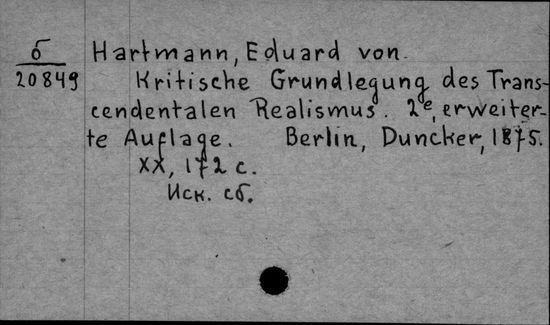 б
20849
Hartmann, Eduard von.
Kritische Grundlegung des Trans-
cendentalen Realismus. 2e, erweiter-
te Auflage. Berlin, Duncker, 1875.
XX, 172 с.
Иск. сб.